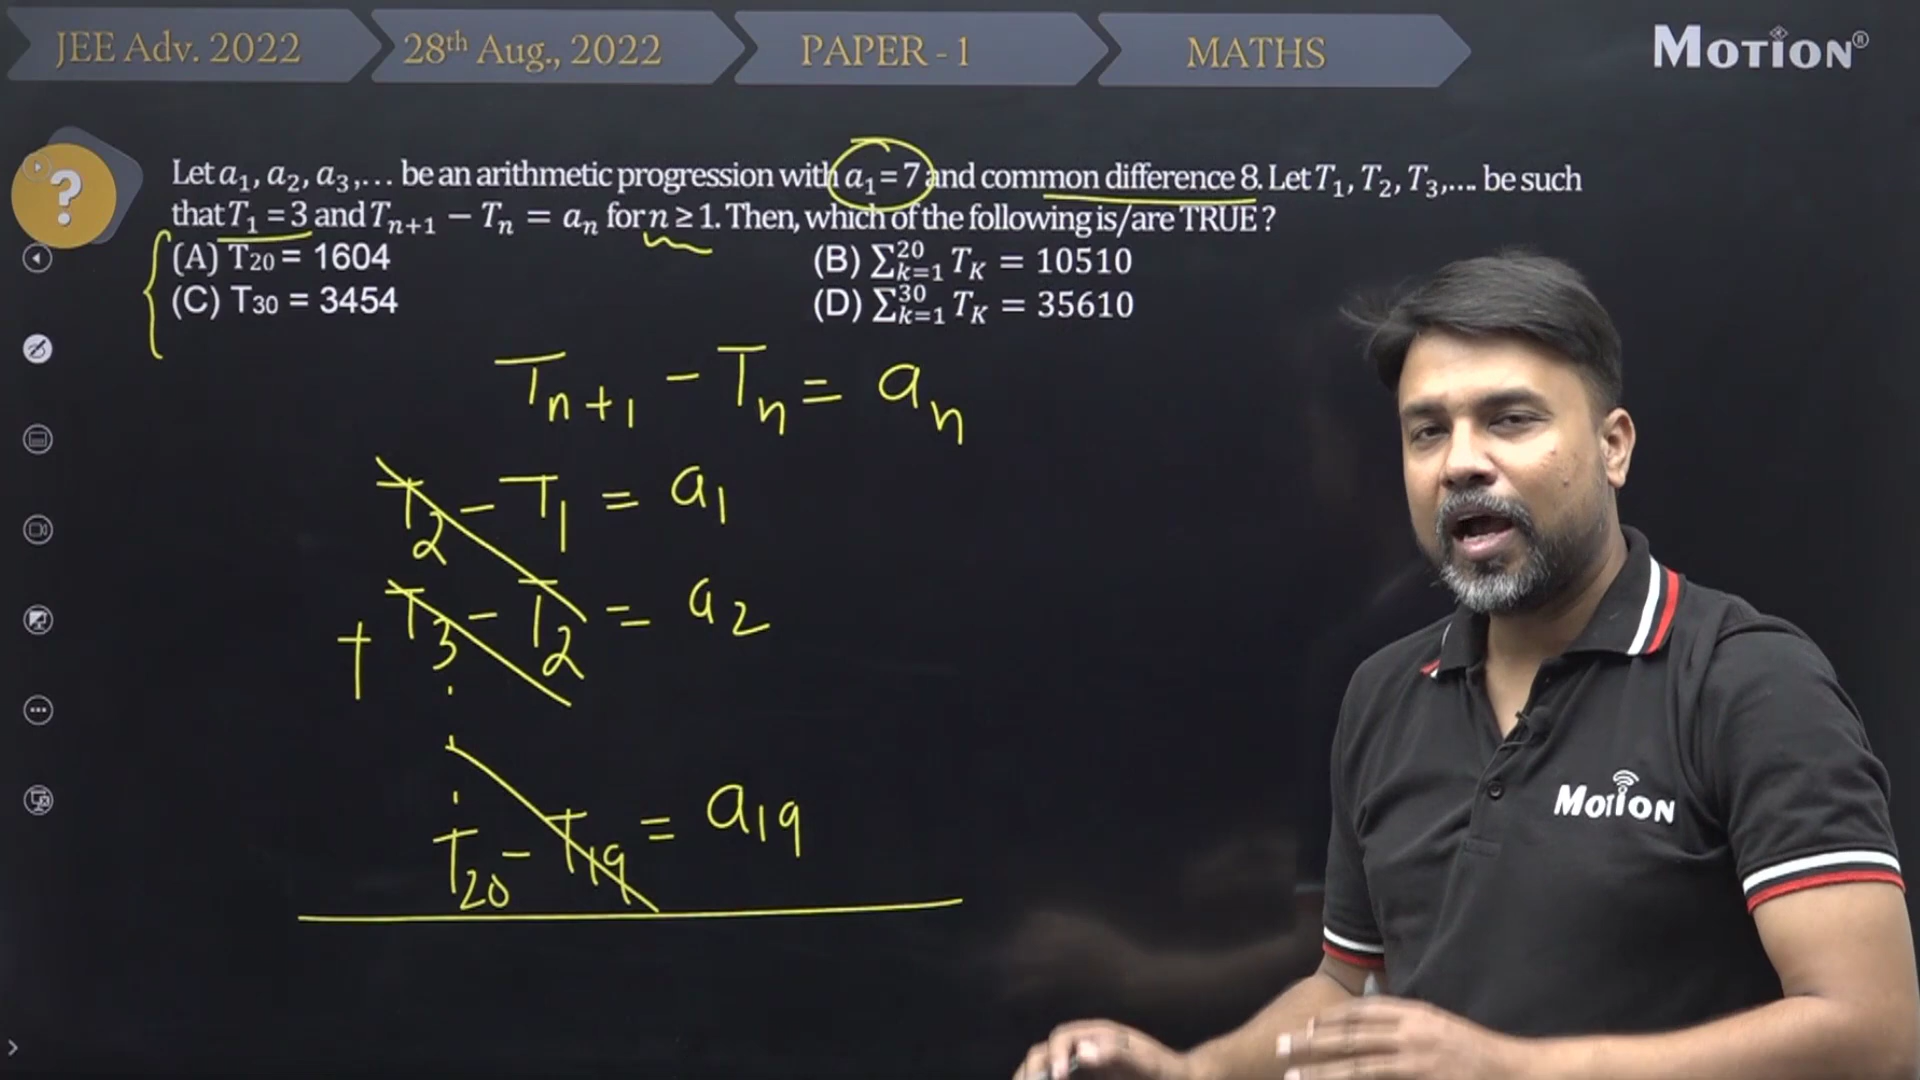 JEE Adv. 2022 28th Aug., 2022 PAPER - 1 MATHS MOTION®
?
Let a₁, a₂, a₃,… be an arithmetic progression with a₁ = 7 and common difference 8. Let T₁, T₂, T₃,…. be such
that T₁ = 3 and Tₙ₊₁ − Tₙ = aₙ for n ≥ 1. Then, which of the following is/are TRUE ?
(A) T₂₀ = 1604 (B) ∑²⁰ₖ₌₁ T_K = 10510
(C) T₃₀ = 3454 (D) ∑³⁰ₖ₌₁ T_K = 35610
Tₙ₊₁ − Tₙ = aₙ
T₂ − T₁ = a₁
+ T₃ − T₂ = a₂
T₂₀ − T₁₉ = a₁₉
MOTION